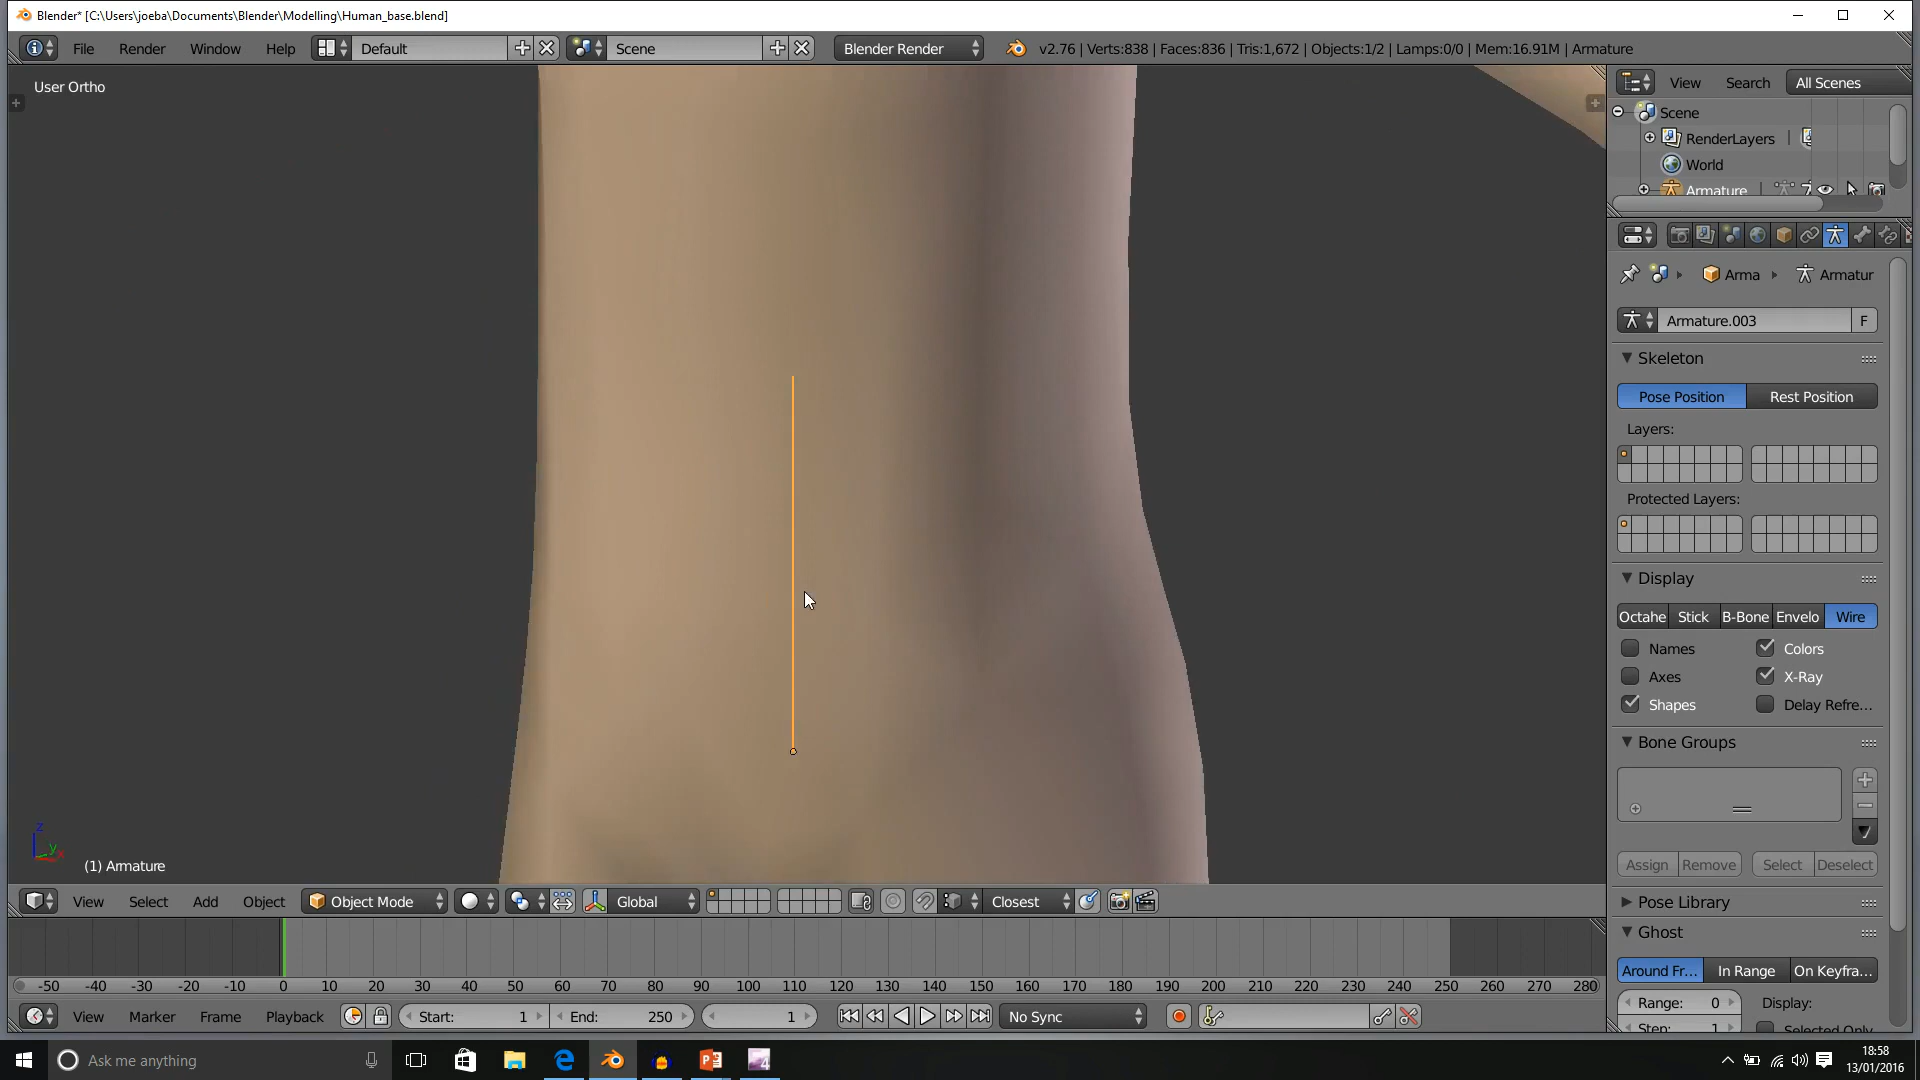 Blender* [C:\Users\joeba\Documents\Blender\Modelling\Human_base.blend]
File Render Window Help Default Scene Blender Render v2.76 | Verts:838 | Faces:836 | Tris:1,672 | Objects:1/2 | Lamps:0/0 | Mem:16.91M | Armature
User Ortho
View Search All Scenes
Scene
RenderLayers
World
Armature
Arma Armatur
Armature.003 F
Skeleton
Pose Position Rest Position
Layers:
Protected Layers:
Display
Octahe Stick B-Bone Envelo Wire
Names Colors
Axes X-Ray
Shapes Delay Refre...
Bone Groups
Assign Remove Select Deselect
Pose Library
Ghost
Around Fr... In Range On Keyfra...
Range: 0 Display:
Step: 1 Selected Only
z
y
x
(1) Armature
View Select Add Object Object Mode Global Closest
-50 -40 -30 -20 -10 0 10 20 30 40 50 60 70 80 90 100 110 120 130 140 150 160 170 180 190 200 210 220 230 240 250 260 270 280
View Marker Frame Playback Start: 1 End: 250 1 No Sync
Ask me anything
18:58
13/01/2016